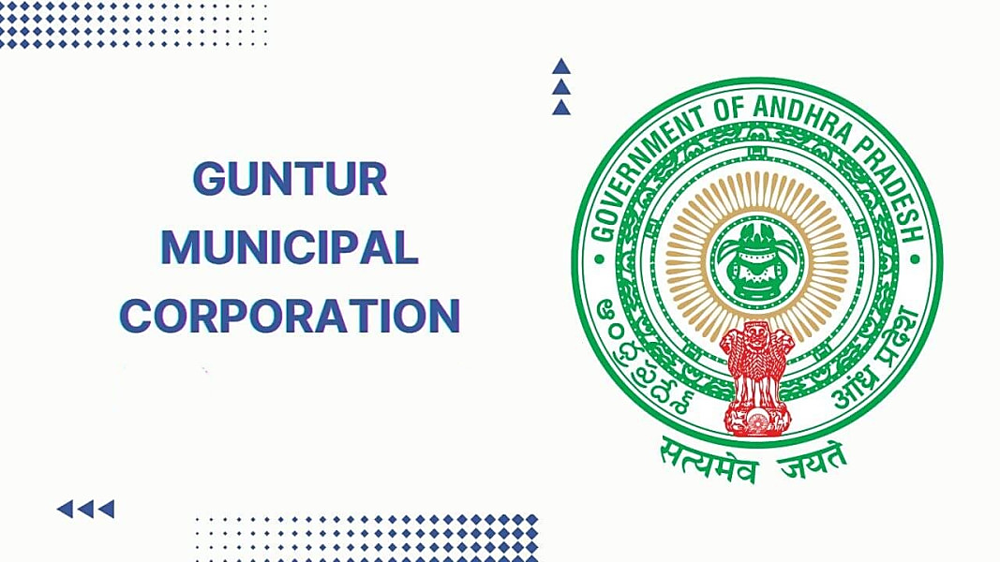 GUNTUR
MUNICIPAL
CORPORATION
GOVERNMENT OF ANDHRA PRADESH
ఆంధ్రప్రదేశ్
आंध्र प्रदेश
सत्यमेव जयते